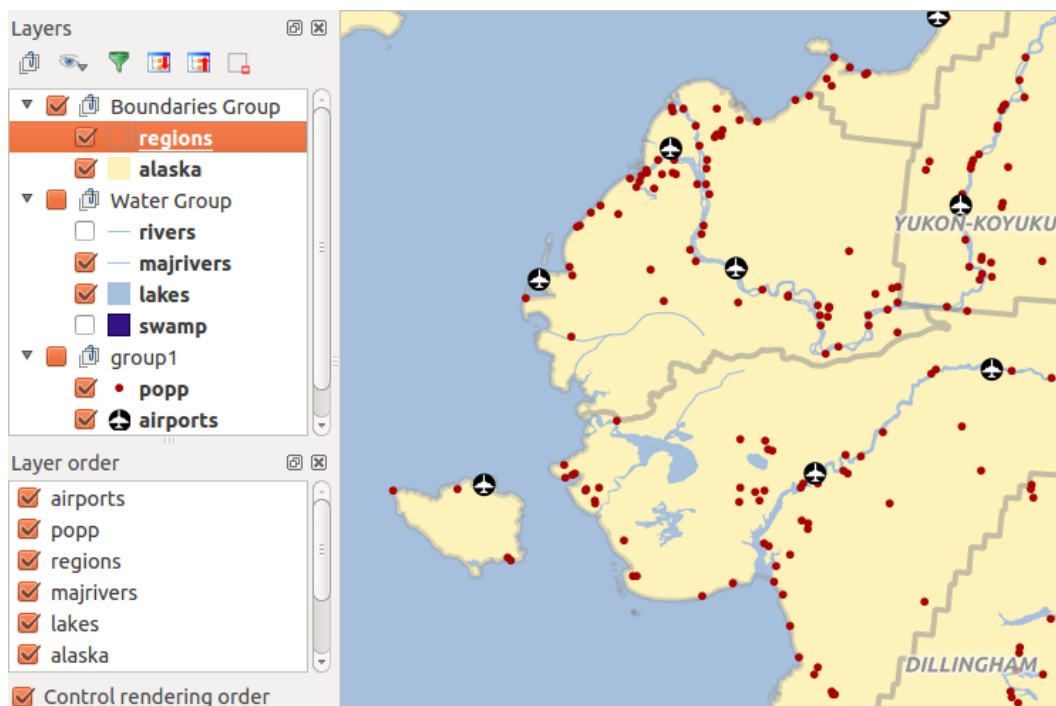 Layers
Boundaries Group
regions
alaska
Water Group
rivers
majrivers
lakes
swamp
group1
popp
airports
Layer order
airports
popp
regions
majrivers
lakes
alaska
Control rendering order
YUKON-KOYUKU
DILLINGHAM